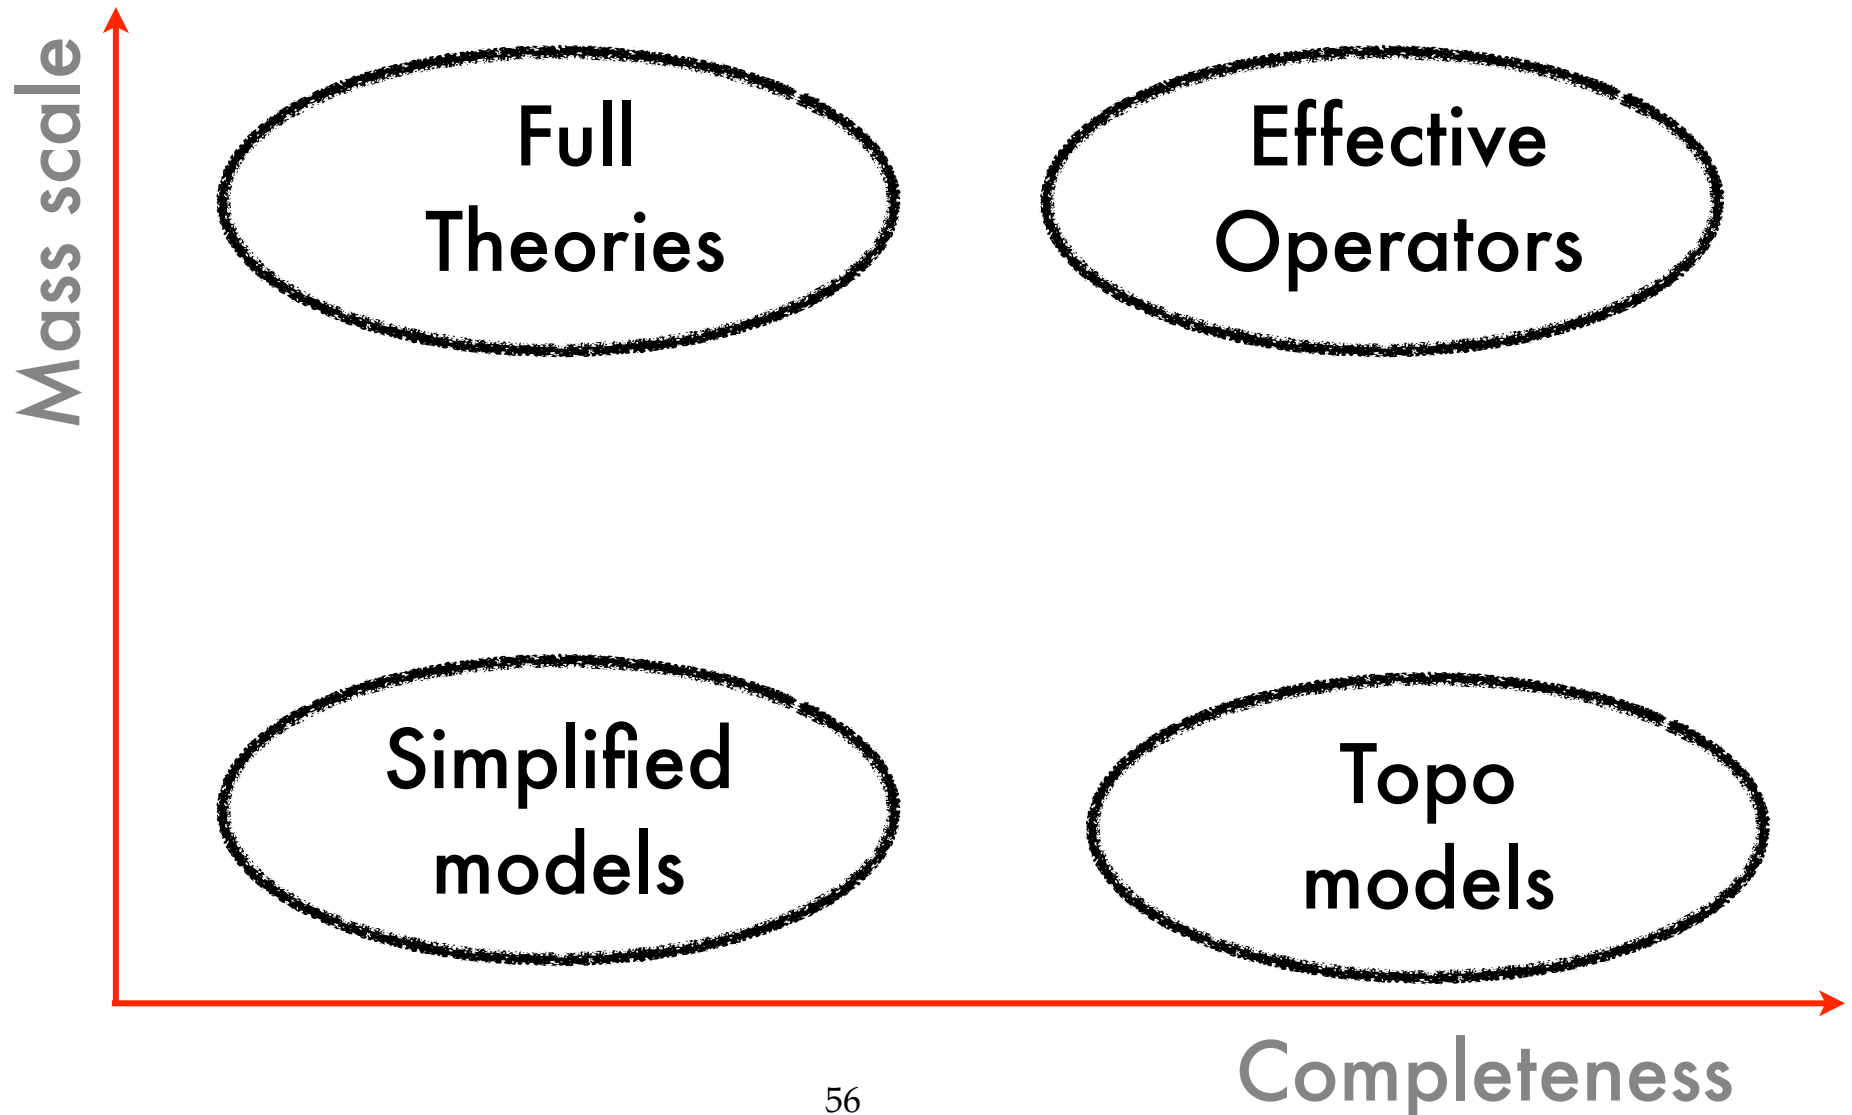 Mass scale
Full
Theories
Effective
Operators
Simplified
models
Topo
models
Completeness
56